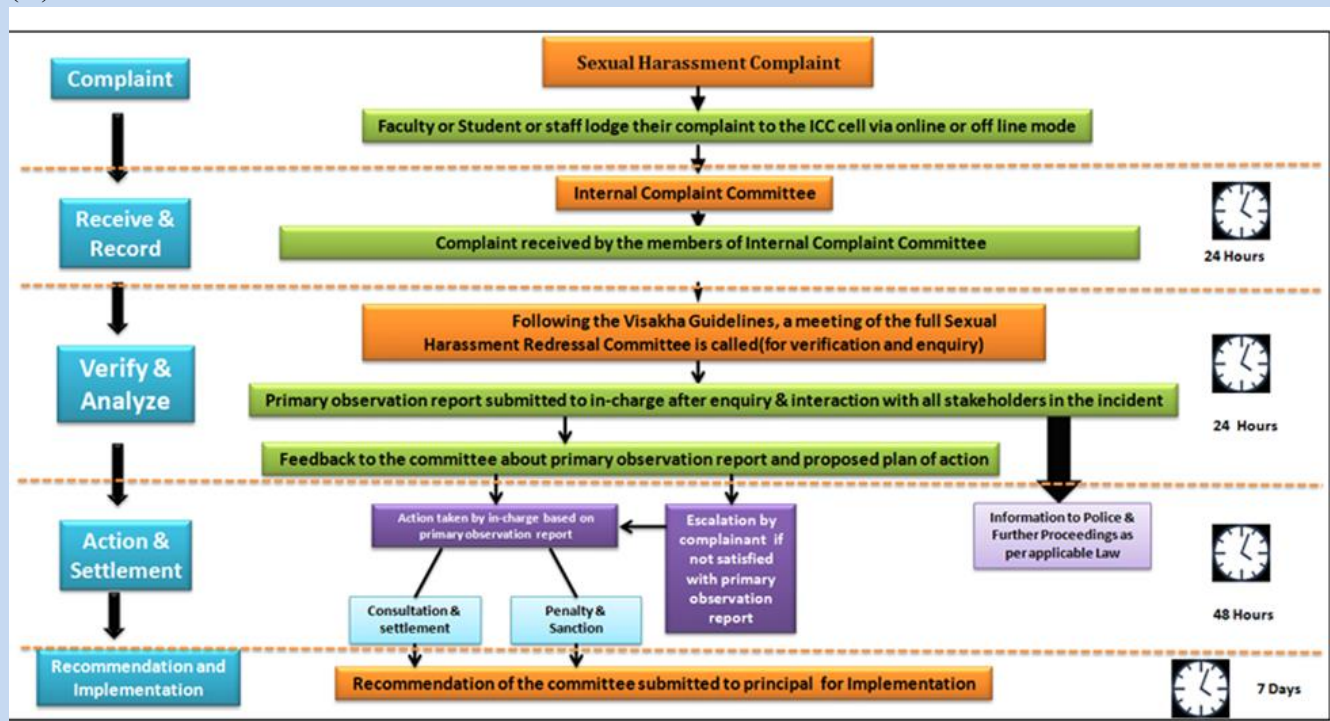 Complaint
Sexual Harassment Complaint
Faculty or Student or staff lodge their complaint to the ICC cell via online or off line mode
Receive &
Record
Internal Complaint Committee
Complaint received by the members of Internal Complaint Committee
24 Hours
Verify &
Analyze
Following the Visakha Guidelines, a meeting of the full Sexual
Harassment Redressal Committee is called(for verification and enquiry)
Primary observation report submitted to in-charge after enquiry & interaction with all stakeholders in the incident
Feedback to the committee about primary observation report and proposed plan of action
24 Hours
Action &
Settlement
Action taken by in-charge based on
primary observation report
Escalation by
complainant if
not satisfied
with primary
observation
report
Information to Police &
Further Proceedings as
per applicable Law
Consultation &
settlement
Penalty &
Sanction
48 Hours
Recommendation and
Implementation
Recommendation of the committee submitted to principal for Implementation
7 Days